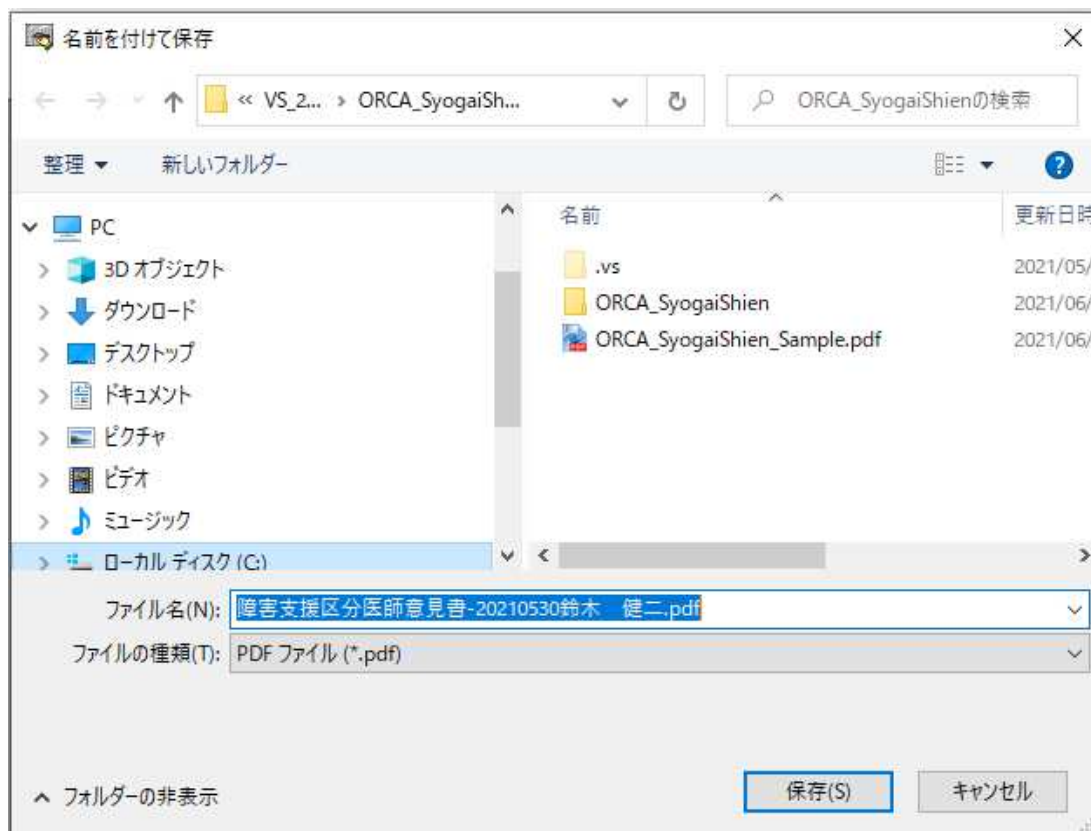 名前を付けて保存
« VS_2... › ORCA_SyogaiSh...
ORCA_SyogaiShienの検索
整理
新しいフォルダー
PC
3D オブジェクト
ダウンロード
デスクトップ
ドキュメント
ピクチャ
ビデオ
ミュージック
ローカル ディスク (C:)
名前 更新日時
.vs 2021/05/
ORCA_SyogaiShien 2021/06/
ORCA_SyogaiShien_Sample.pdf 2021/06/
ファイル名(N): 障害支援区分医師意見書-20210530鈴木　健二.pdf
ファイルの種類(T): PDF ファイル (*.pdf)
フォルダーの非表示
保存(S)
キャンセル